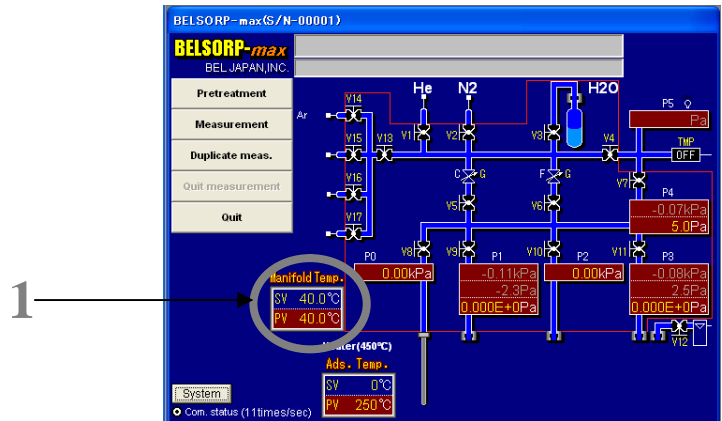 BELSORP-max(S/N-00001)
BELSORP-max
BEL JAPAN,INC.
Pretreatment
Measurement
Duplicate meas.
Quit measurement
Quit
He N2 H2O
Ar
V14
V15 V13 V1 V2 V3 V4
V16
V17
C G F G
V5 V6 V7
P5
Pa
TMP
OFF
P4
-0.07kPa
5.0Pa
V8 V9 V10 V11
P0
0.00kPa
P1
-0.11kPa
-2.3Pa
0.000E+0Pa
P2
0.00kPa
P3
-0.08kPa
2.5Pa
0.000E+0Pa
V12
1
Manifold Temp.
SV 40.0℃
PV 40.0℃
(450℃)
Ads. Temp.
SV 0℃
PV 250℃
System
Com. status (11times/sec)